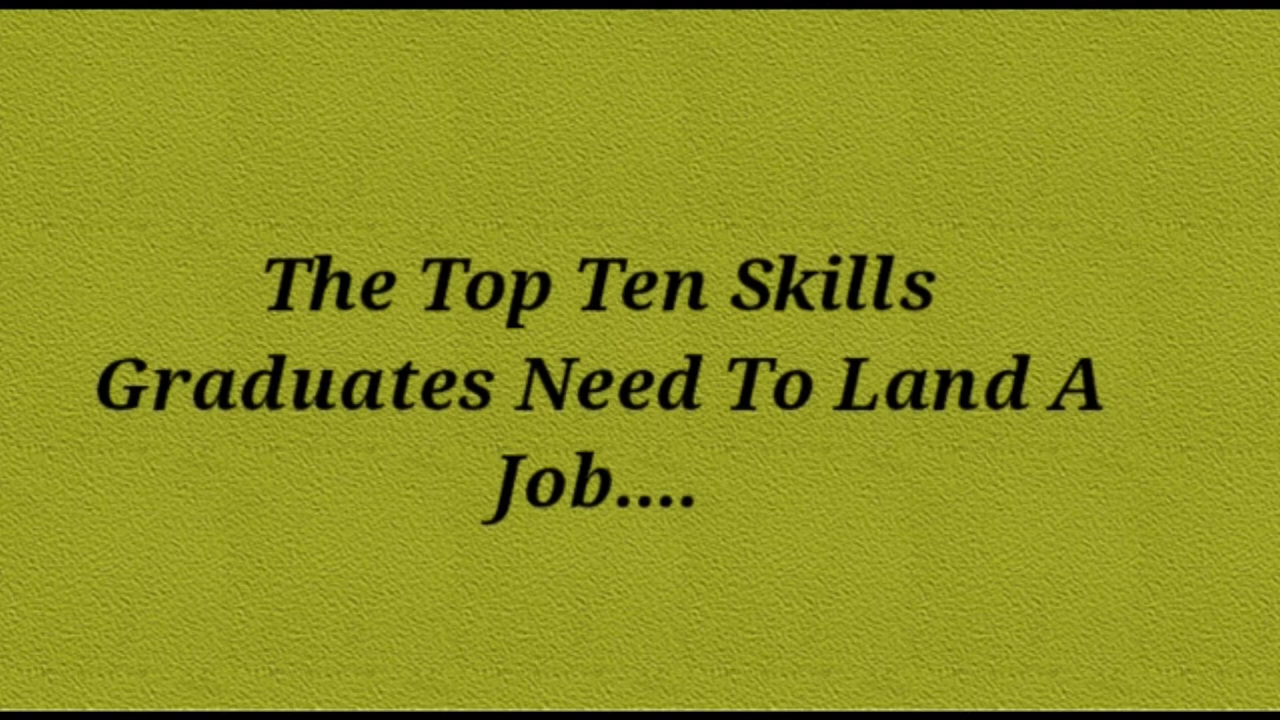 The Top Ten Skills
Graduates Need To Land A
Job....